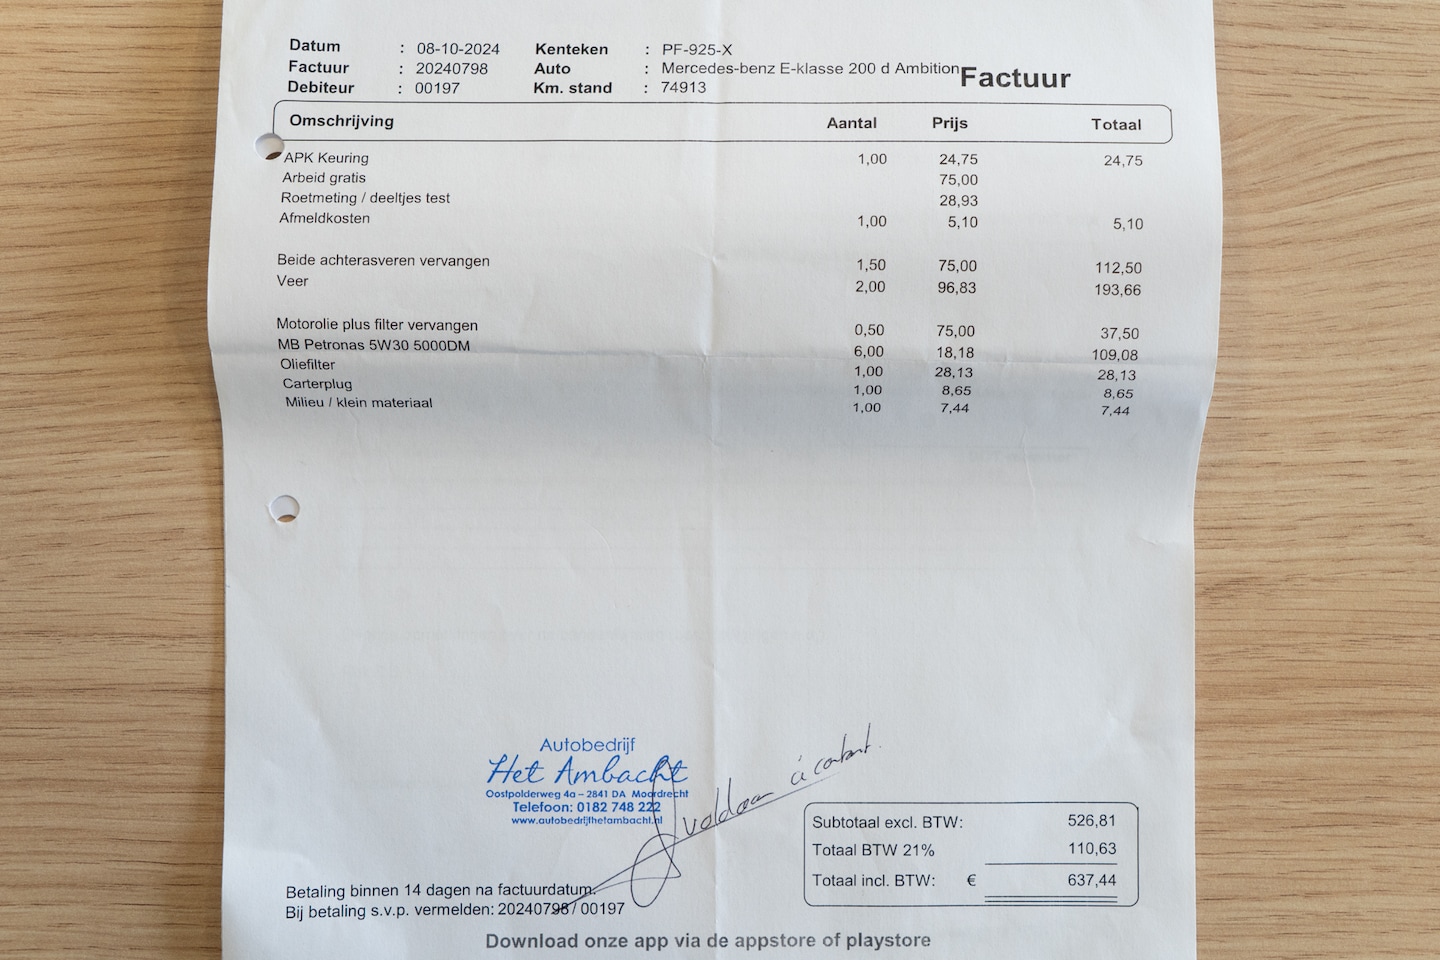 Datum : 08-10-2024 Kenteken : PF-925-X
Factuur : 20240798 Auto : Mercedes-benz E-klasse 200 d Ambition Factuur
Debiteur : 00197 Km. stand : 74913
Omschrijving Aantal Prijs Totaal
APK Keuring 1,00 24,75 24,75
Arbeid gratis 75,00
Roetmeting / deeltjes test 28,93
Afmeldkosten 1,00 5,10 5,10
Beide achterasveren vervangen 1,50 75,00 112,50
Veer 2,00 96,83 193,66
Motorolie plus filter vervangen 0,50 75,00 37,50
MB Petronas 5W30 5000DM 6,00 18,18 109,08
Oliefilter 1,00 28,13 28,13
Carterplug 1,00 8,65 8,65
Milieu / klein materiaal 1,00 7,44 7,44
Autobedrijf
Het Ambacht
Oostpolderweg 4a – 2841 DA Moordrecht
Telefoon: 0182 748 222
www.autobedrijfhetambacht.nl
voldaan à contant.
Subtotaal excl. BTW: 526,81
Totaal BTW 21% 110,63
Totaal incl. BTW: € 637,44
Betaling binnen 14 dagen na factuurdatum.
Bij betaling s.v.p. vermelden: 20240798 / 00197
Download onze app via de appstore of playstore